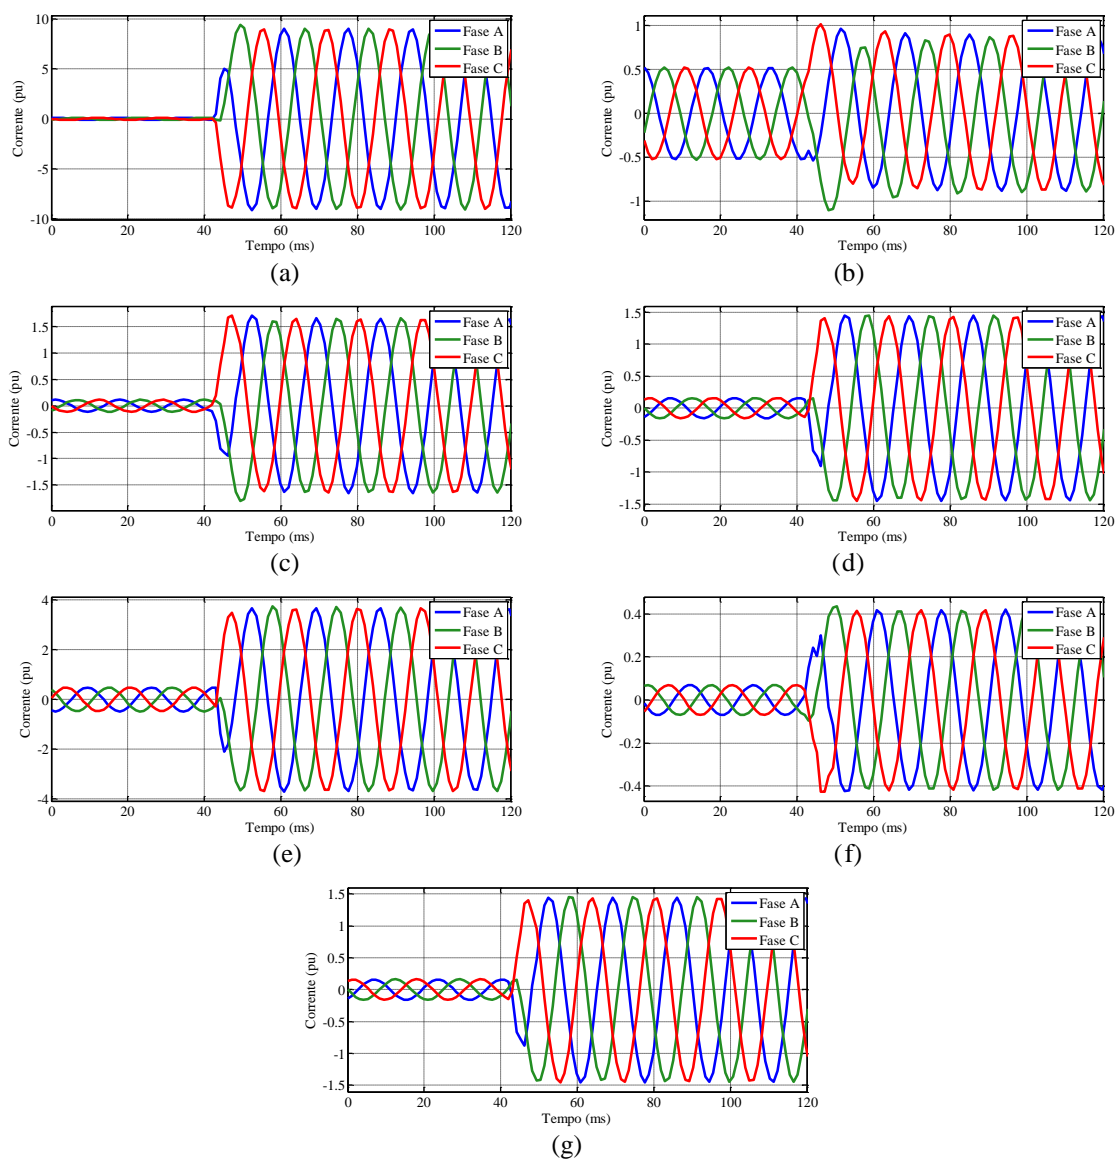 10
5
0
-5
-10
Corrente (pu)
0 20 40 60 80 100 120
Tempo (ms)
Fase A
Fase B
Fase C
(a)
1
0.5
0
-0.5
-1
Corrente (pu)
0 20 40 60 80 100 120
Tempo (ms)
Fase A
Fase B
Fase C
(b)
1.5
1
0.5
0
-0.5
-1
-1.5
Corrente (pu)
0 20 40 60 80 100 120
Tempo (ms)
Fase A
Fase B
Fase C
(c)
1.5
1
0.5
0
-0.5
-1
-1.5
Corrente (pu)
0 20 40 60 80 100 120
Tempo (ms)
Fase A
Fase B
Fase C
(d)
4
2
0
-2
-4
Corrente (pu)
0 20 40 60 80 100 120
Tempo (ms)
Fase A
Fase B
Fase C
(e)
0.4
0.2
0
-0.2
-0.4
Corrente (pu)
0 20 40 60 80 100 120
Tempo (ms)
Fase A
Fase B
Fase C
(f)
1.5
1
0.5
0
-0.5
-1
-1.5
Corrente (pu)
0 20 40 60 80 100 120
Tempo (ms)
Fase A
Fase B
Fase C
(g)